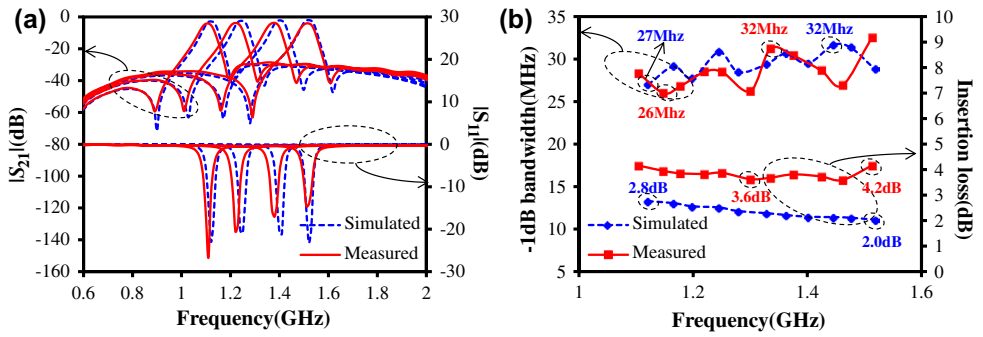 (a)
0
-20
-40
-60
-80
-100
-120
-140
-160
|S21|(dB)
30
20
10
0
-10
-20
-30
|S11|(dB)
Simulated
Measured
0.6 0.8 1 1.2 1.4 1.6 1.8 2
Frequency(GHz)
(b)
35
30
25
20
15
10
5
-1dB bandwidth(MHz)
27Mhz
26Mhz
32Mhz
32Mhz
2.8dB
3.6dB
4.2dB
2.0dB
Simulated
Measured
10
9
8
7
6
5
4
3
2
1
0
Insertion loss(dB)
1 1.2 1.4 1.6
Frequency(GHz)